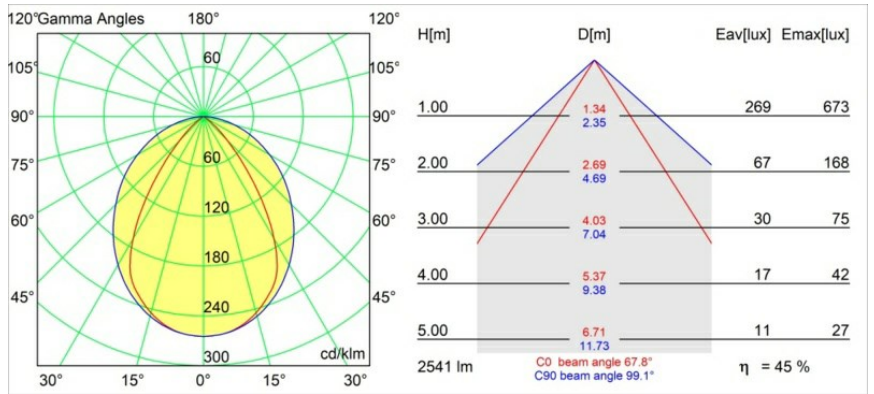 120° Gamma Angles 180° 120°
105° 60 105°
90° 90°
75° 60 75°
60° 120 60°
180
45° 240 45°
300 cd/klm
30° 15° 0° 15° 30°
H[m] D[m] Eav[lux] Emax[lux]
1.00 1.34 269 673
2.35
2.00 2.69 67 168
4.69
3.00 4.03 30 75
7.04
4.00 5.37 17 42
9.38
5.00 6.71 11 27
11.73
2541 lm C0 beam angle 67.8° η = 45 %
C90 beam angle 99.1°